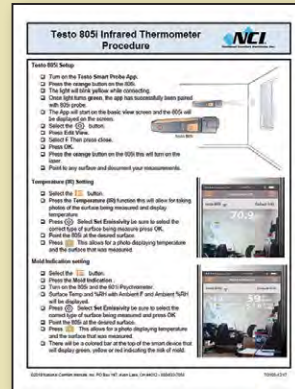 Testo 805i Infrared Thermometer
Procedure
NCI
Testo 805i Setup
Turn on the Testo Smart Probe App.
Press the orange button on the 805i.
The light will blink yellow while connecting.
Once light turns green, the app has successfully been paired
with 805i probe.
The App will start on the basic view screen and the 805i will
be displayed on the screen.
Select the button.
Press Edit View.
Select F Then press close.
Press OK.
Press the orange button on the 805i this will turn on the
laser.
Point to any surface and document your measurements.
Temperature (IR) Setting
Select the button.
Press the Temperature (IR) function this will allow for taking
photos of the surface being measured and display
temperature.
Press Select Set Emissivity be sure to select the
correct type of surface being measure press OK.
Point the 805i at the desired surface.
Press This allows for a photo displaying temperature
and the surface that was measured.
70.9
Mold Indication setting
Select the button.
Press the Mold Indication.
Turn on the 805i and the 605i Psychrometer.
Surface Temp and %RH with Ambient F and Ambient %RH
will be displayed.
Press Select Set Emissivity be sure to select the
correct type of surface being measured and press OK
Point the 805i at the desired surface.
Press This allows for a photo displaying temperature
and the surface that was measured.
There will be a colored bar at the top of the smart device that
will display green, yellow or red indicating the risk of mold.